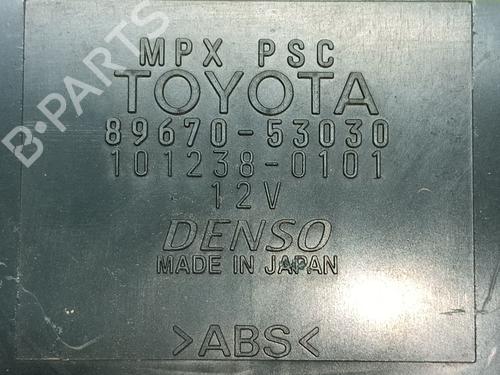 MPX PSC
TOYOTA
89670-53030
101238-0101
12V
DENSO
MADE IN JAPAN
>ABS<
B-PARTS